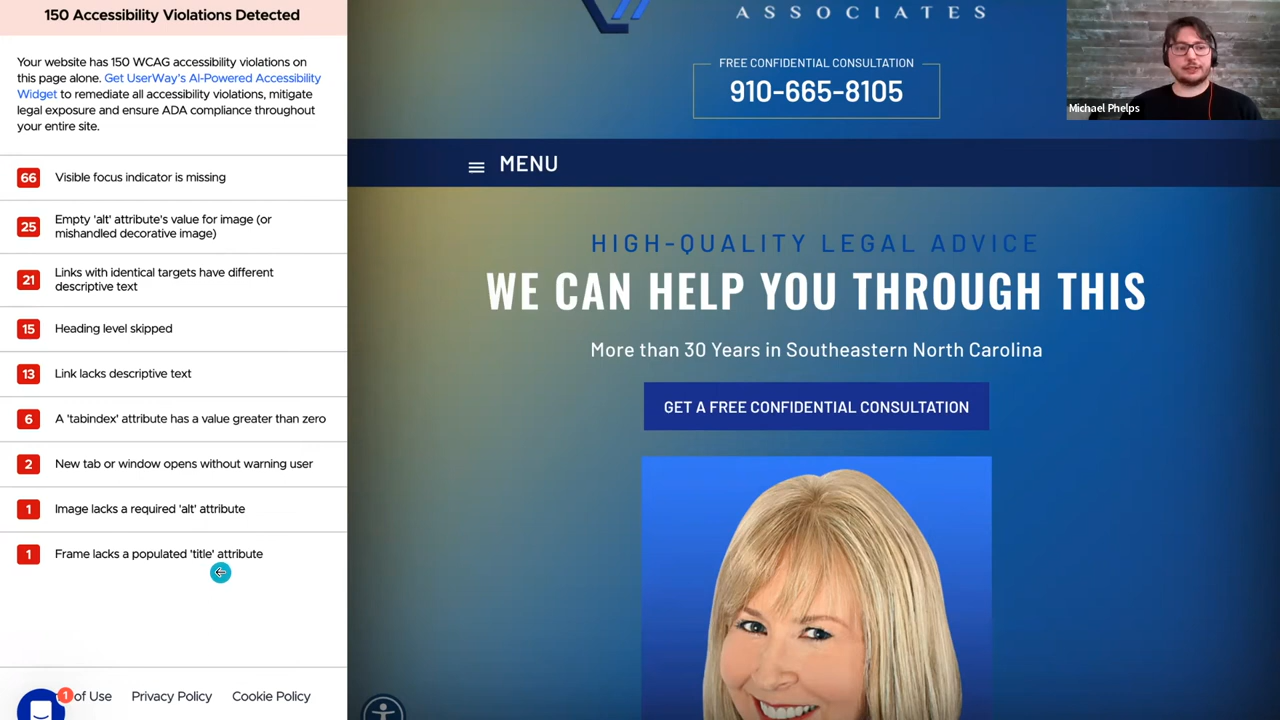 150 Accessibility Violations Detected
Your website has 150 WCAG accessibility violations on
this page alone. Get UserWay's AI-Powered Accessibility
Widget to remediate all accessibility violations, mitigate
legal exposure and ensure ADA compliance throughout
your entire site.
66 Visible focus indicator is missing
25 Empty 'alt' attribute's value for image (or
mishandled decorative image)
21 Links with identical targets have different
descriptive text
15 Heading level skipped
13 Link lacks descriptive text
6 A 'tabindex' attribute has a value greater than zero
2 New tab or window opens without warning user
1 Image lacks a required 'alt' attribute
1 Frame lacks a populated 'title' attribute
1
of Use Privacy Policy Cookie Policy
ASSOCIATES
FREE CONFIDENTIAL CONSULTATION
910-665-8105
MENU
HIGH-QUALITY LEGAL ADVICE
WE CAN HELP YOU THROUGH THIS
More than 30 Years in Southeastern North Carolina
GET A FREE CONFIDENTIAL CONSULTATION
Michael Phelps